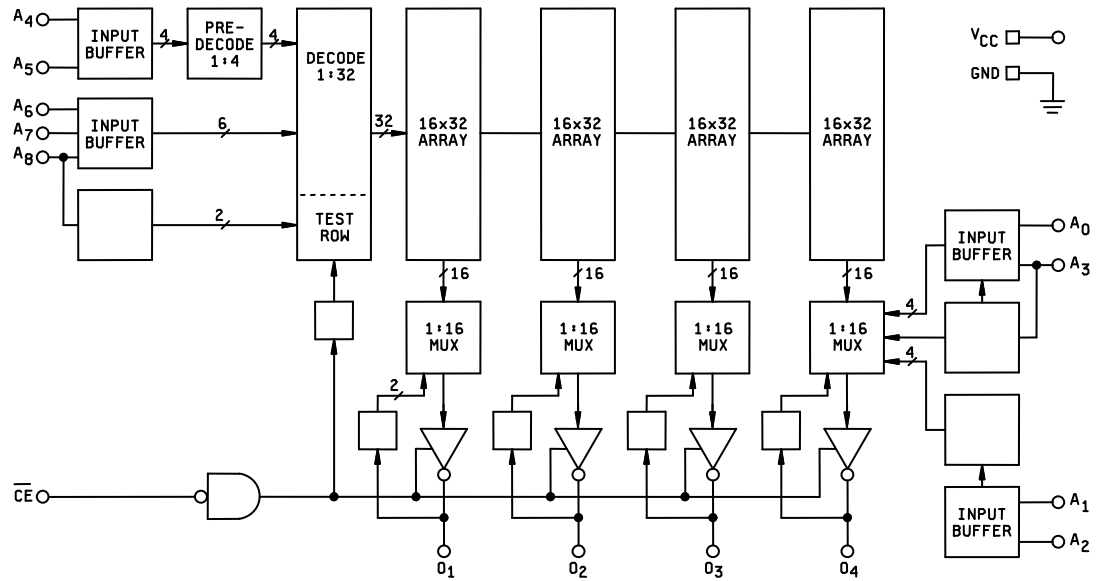 A4
A5
INPUT
BUFFER
4
PRE-
DECODE
1:4
4
DECODE
1:32
A6
A7
A8
INPUT
BUFFER
6
2
TEST
ROW
32
16x32
ARRAY
16x32
ARRAY
16x32
ARRAY
16x32
ARRAY
VCC
GND
16
16
16
16
1:16
MUX
1:16
MUX
1:16
MUX
1:16
MUX
INPUT
BUFFER
A0
A3
4
4
2
CE
INPUT
BUFFER
A1
A2
O1
O2
O3
O4